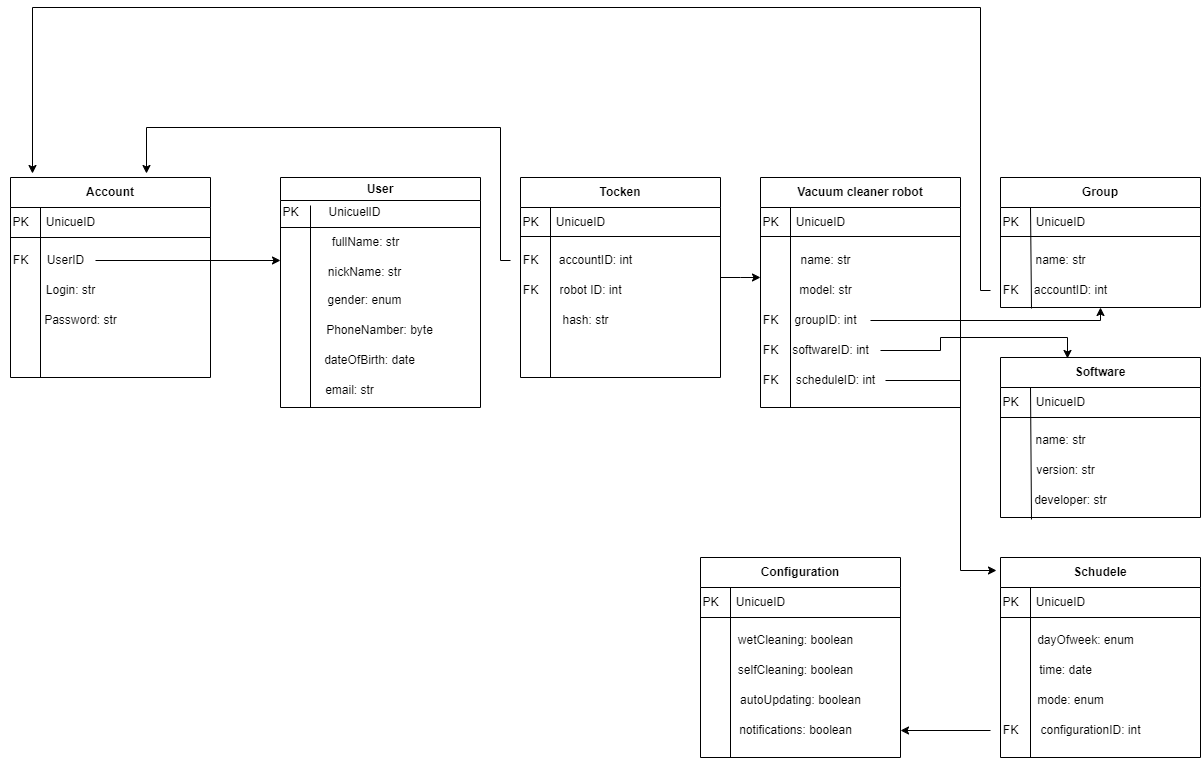 Account
PK UnicueID
FK UserID
Login: str
Password: str
User
PK UnicueIID
fullName: str
nickName: str
gender: enum
PhoneNamber: byte
dateOfBirth: date
email: str
Tocken
PK UnicueID
FK accountID: int
FK robot ID: int
hash: str
Vacuum cleaner robot
PK UnicueID
name: str
model: str
FK groupID: int
FK softwareID: int
FK scheduleID: int
Group
PK UnicueID
name: str
FK accountID: int
Software
PK UnicueID
name: str
version: str
developer: str
Configuration
PK UnicueID
wetCleaning: boolean
selfCleaning: boolean
autoUpdating: boolean
notifications: boolean
Schudele
PK UnicueID
dayOfweek: enum
time: date
mode: enum
FK configurationID: int